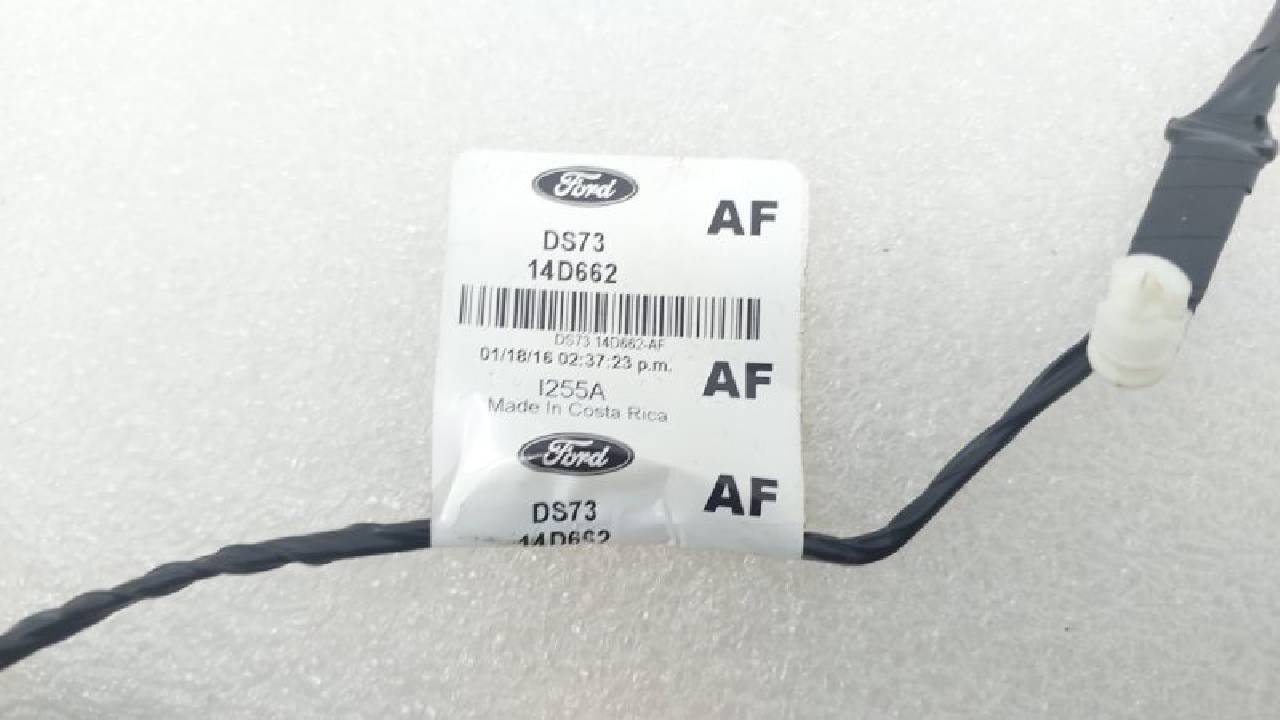 Ford
AF
DS73
14D662
DS73 14D662-AF
01/18/16 02:37:23 p.m.
AF
I255A
Made In Costa Rica
Ford
AF
DS73
14D662